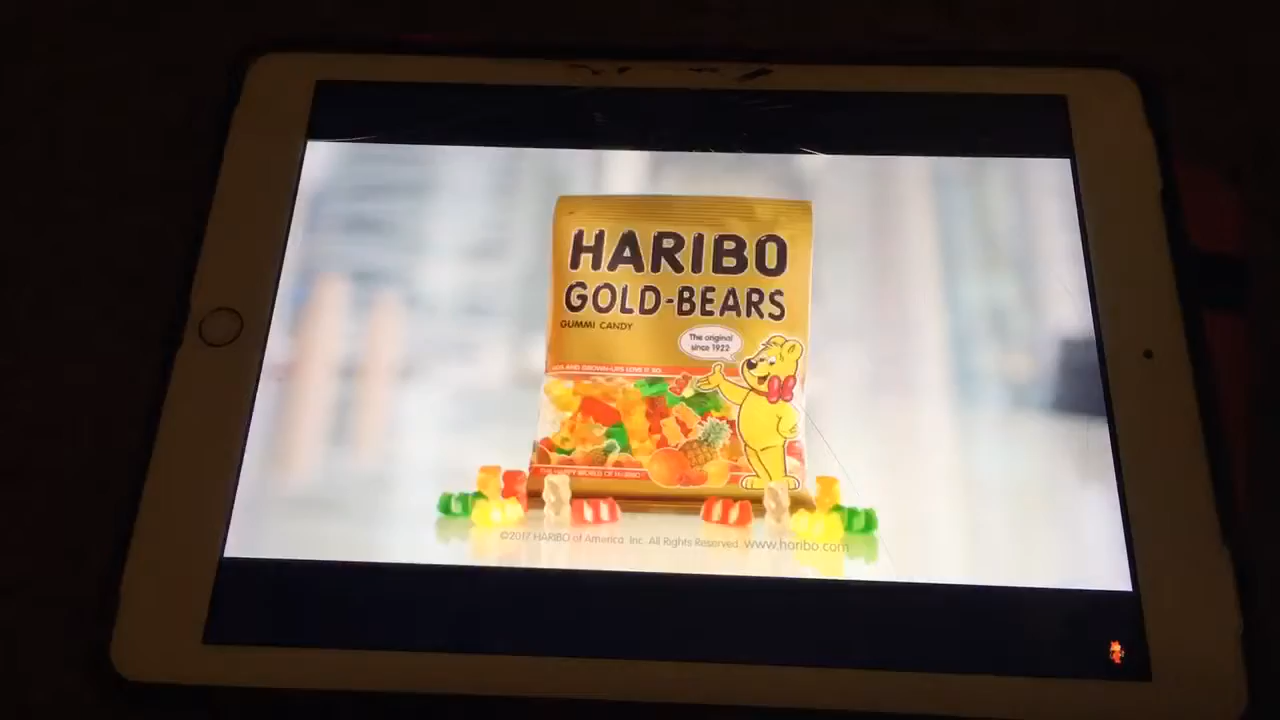 HARIBO
GOLD-BEARS
GUMMI CANDY
The original
since 1922
KIDS AND GROWN-UPS LOVE IT SO...
THE HAPPY WORLD OF HARIBO
©2017 HARIBO of America, Inc. All Rights Reserved. www.haribo.com